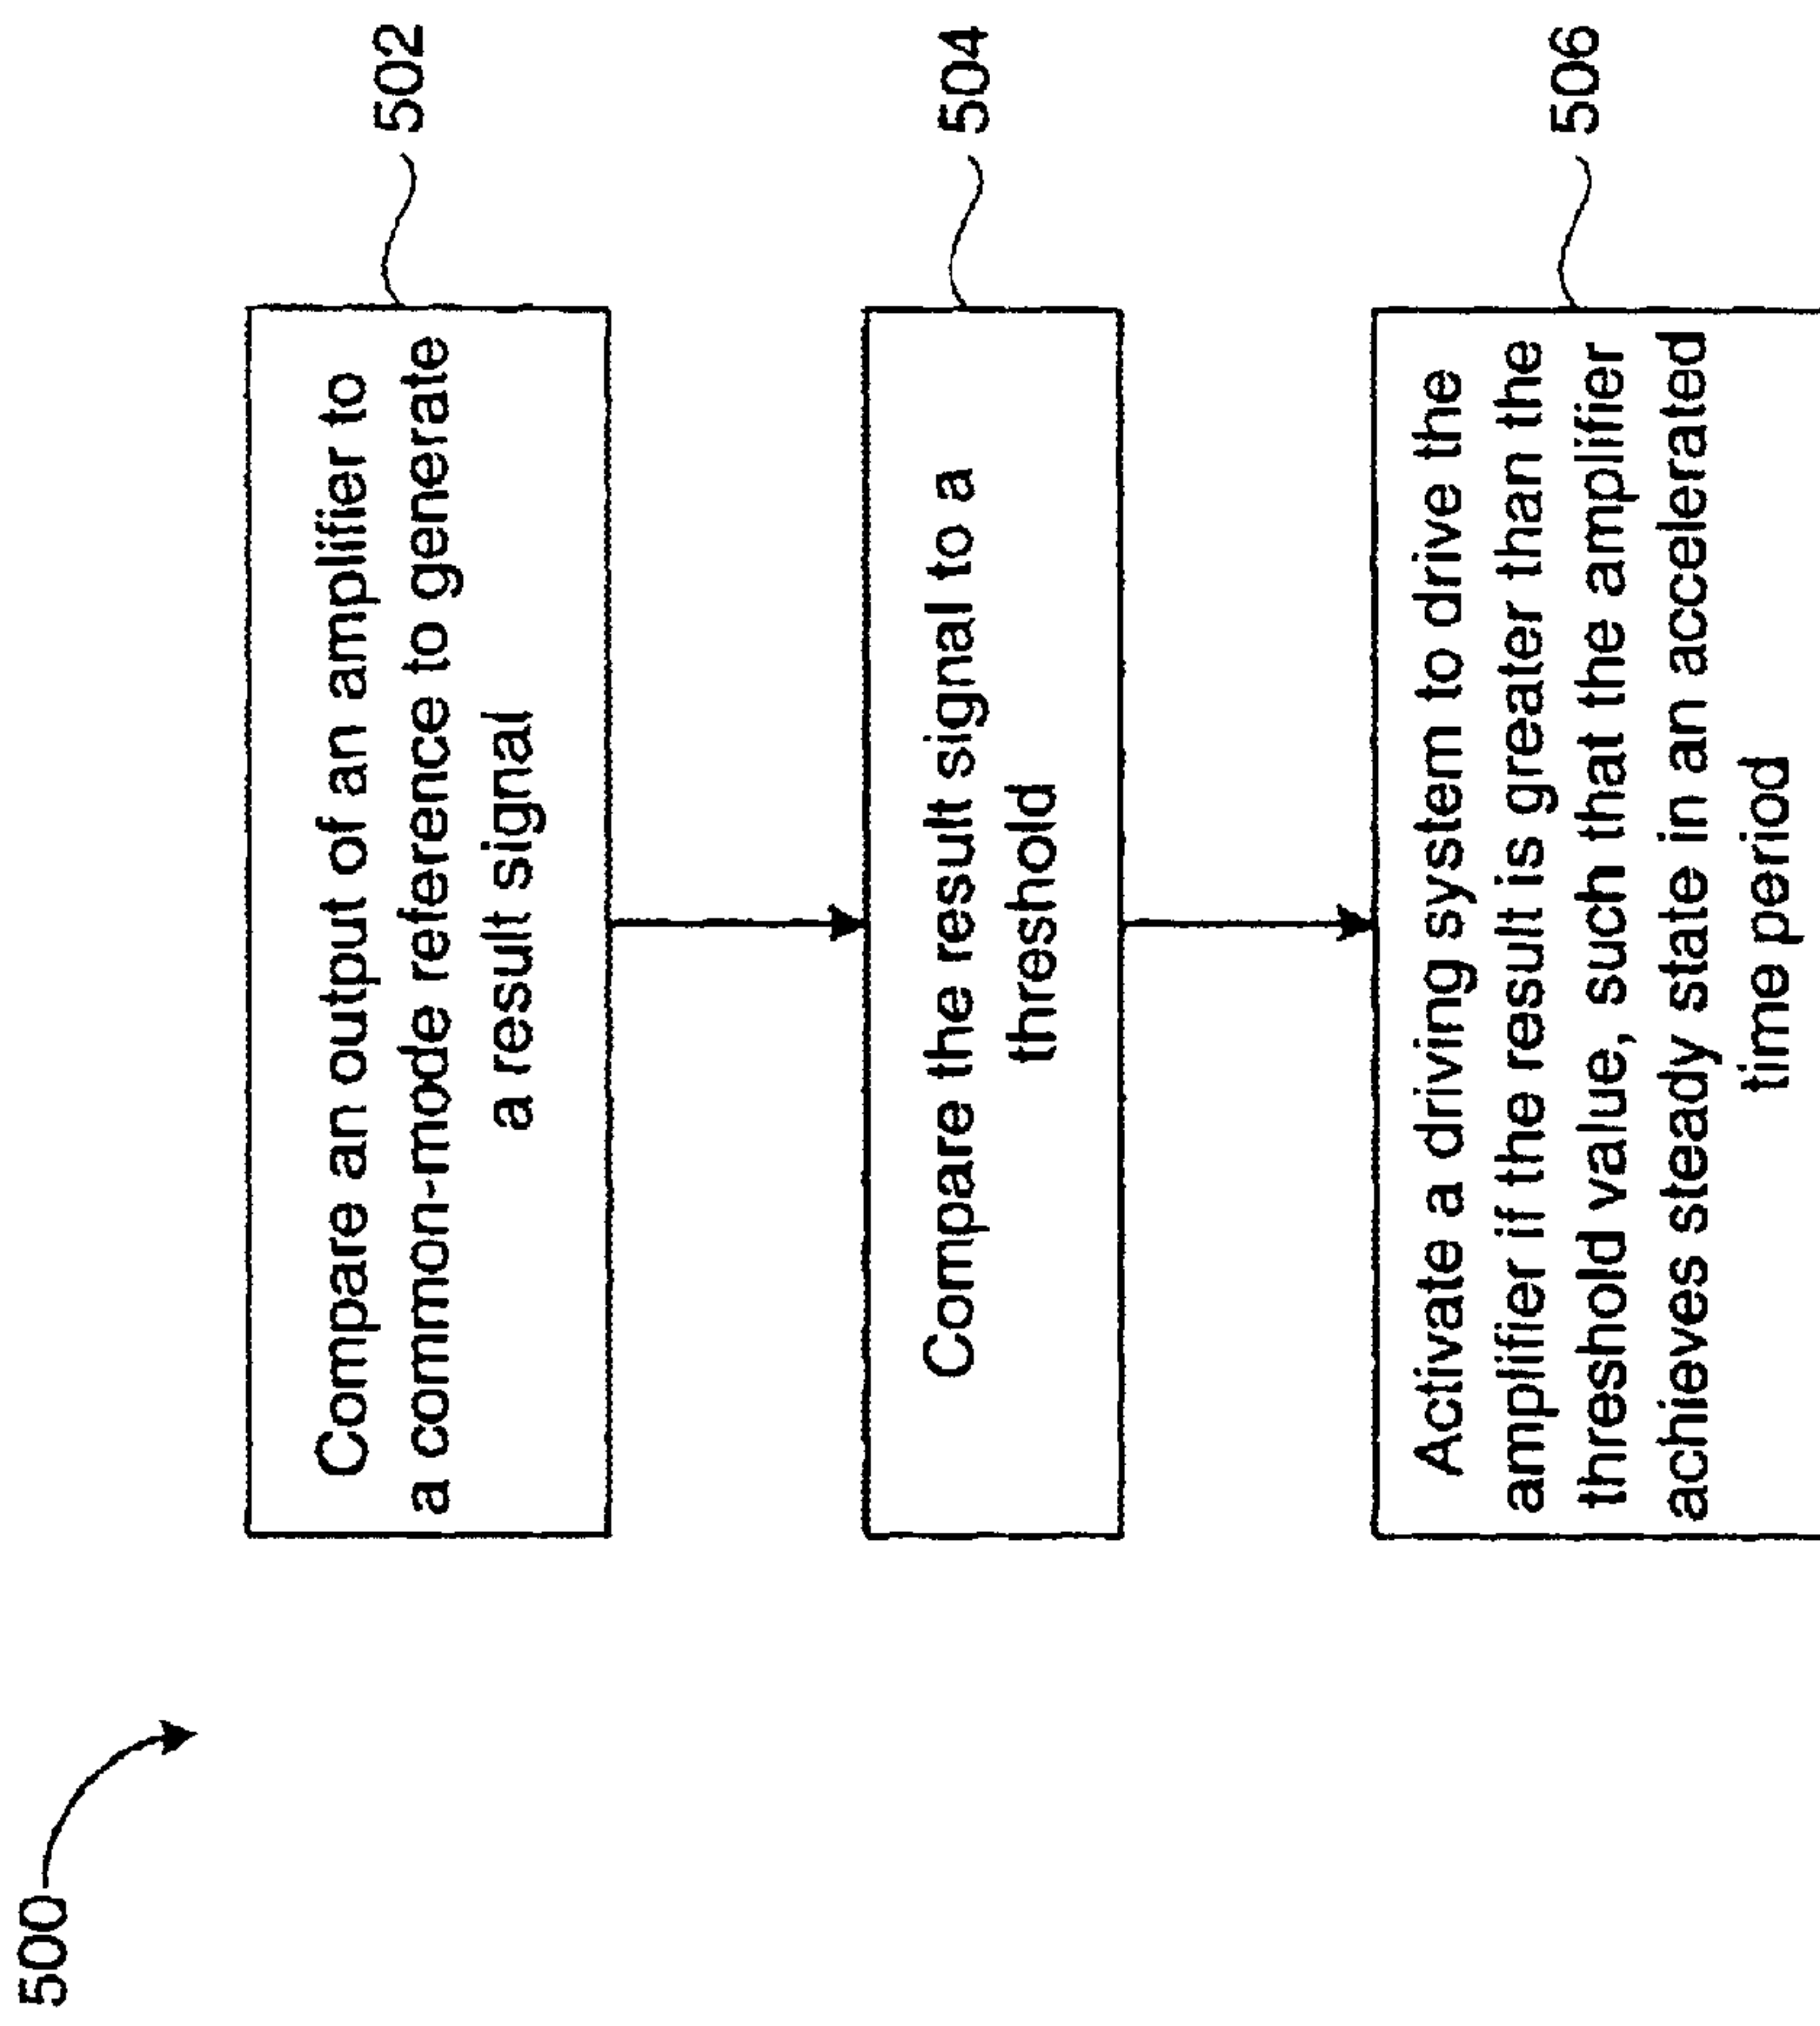 500
Compare an output of an amplifier to
a common-mode reference to generate
a result signal
502
Compare the result signal to a
threshold
504
Activate a driving system to drive the
amplifier if the result is greater than the
threshold value, such that the amplifier
achieves steady state in an accelerated
time period
506